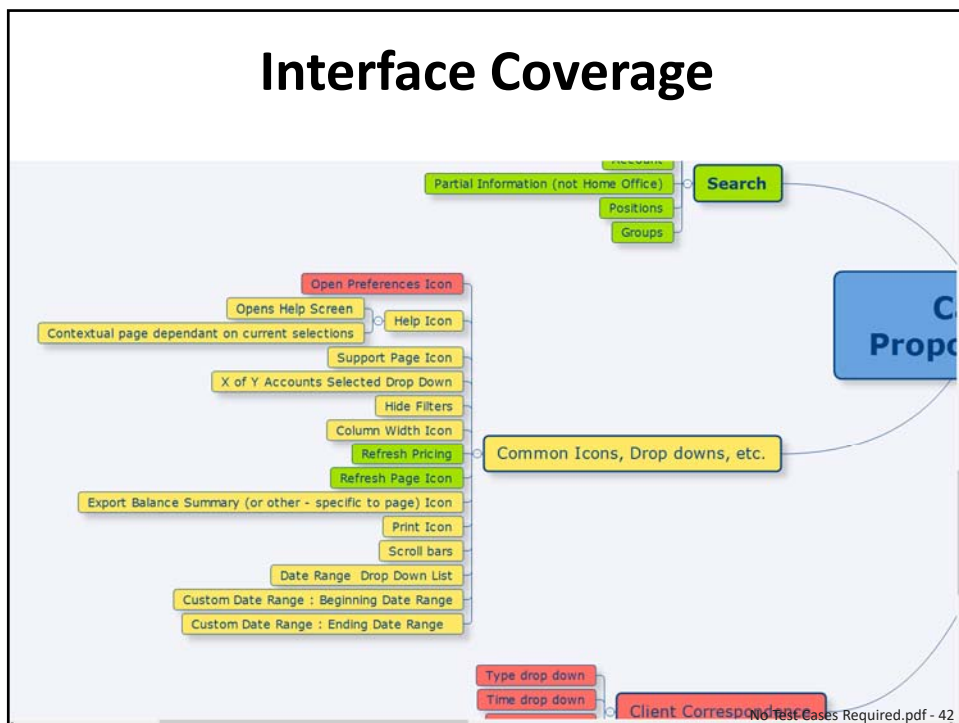 Interface Coverage
Account
Partial Information (not Home Office)
Search
Positions
Groups
Open Preferences Icon
Opens Help Screen
Help Icon
Contextual page dependant on current selections
Support Page Icon
X of Y Accounts Selected Drop Down
Hide Filters
Column Width Icon
Refresh Pricing
Common Icons, Drop downs, etc.
Refresh Page Icon
Export Balance Summary (or other - specific to page) Icon
Print Icon
Scroll bars
Date Range Drop Down List
Custom Date Range : Beginning Date Range
Custom Date Range : Ending Date Range
Type drop down
Time drop down
Client Correspondence
No Test Cases Required.pdf - 42